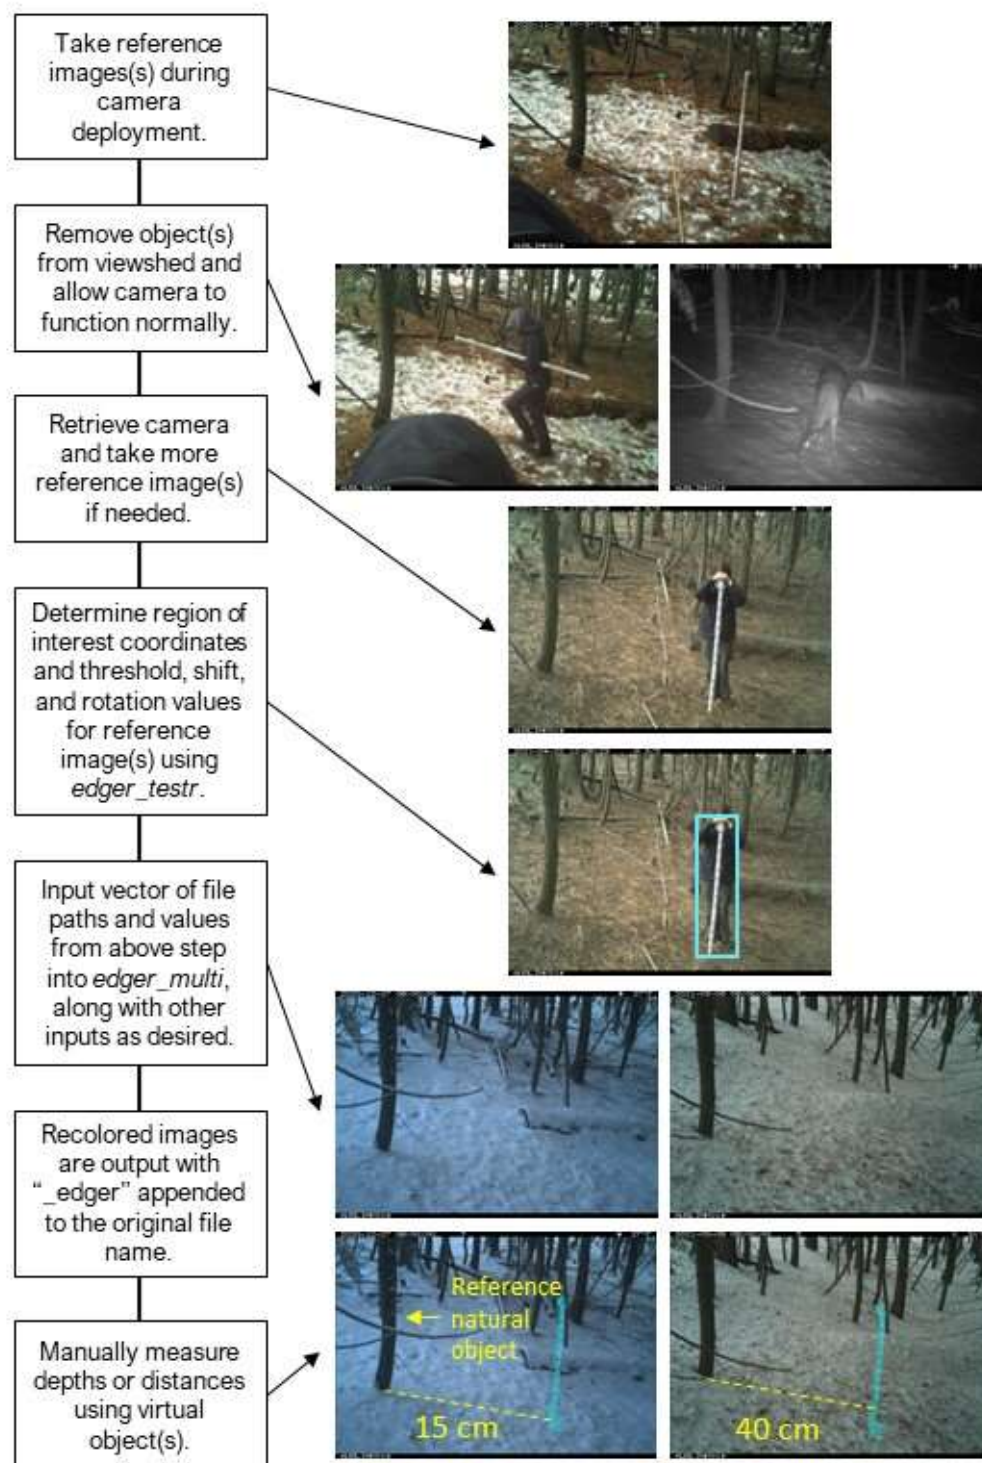 Take reference
images(s) during
camera
deployment.
Remove object(s)
from viewshed and
allow camera to
function normally.
Retrieve camera
and take more
reference image(s)
if needed.
Determine region of
interest coordinates
and threshold, shift,
and rotation values
for reference
image(s) using
edger_testr.
Input vector of file
paths and values
from above step
into edger_multi,
along with other
inputs as desired.
Recolored images
are output with
“_edger” appended
to the original file
name.
Manually measure
depths or distances
using virtual
object(s).
Reference
natural
object
15 cm
40 cm